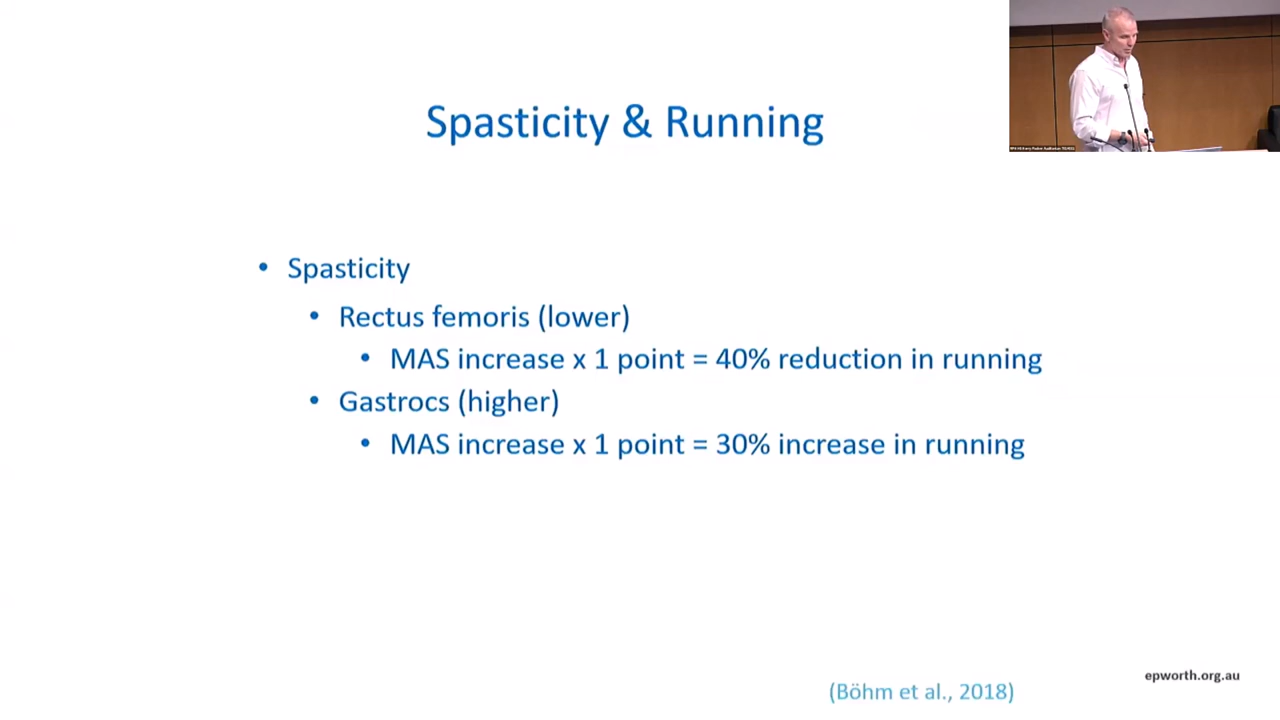 Spasticity & Running
• Spasticity
• Rectus femoris (lower)
• MAS increase x 1 point = 40% reduction in running
• Gastrocs (higher)
• MAS increase x 1 point = 30% increase in running
epworth.org.au
(Böhm et al., 2018)